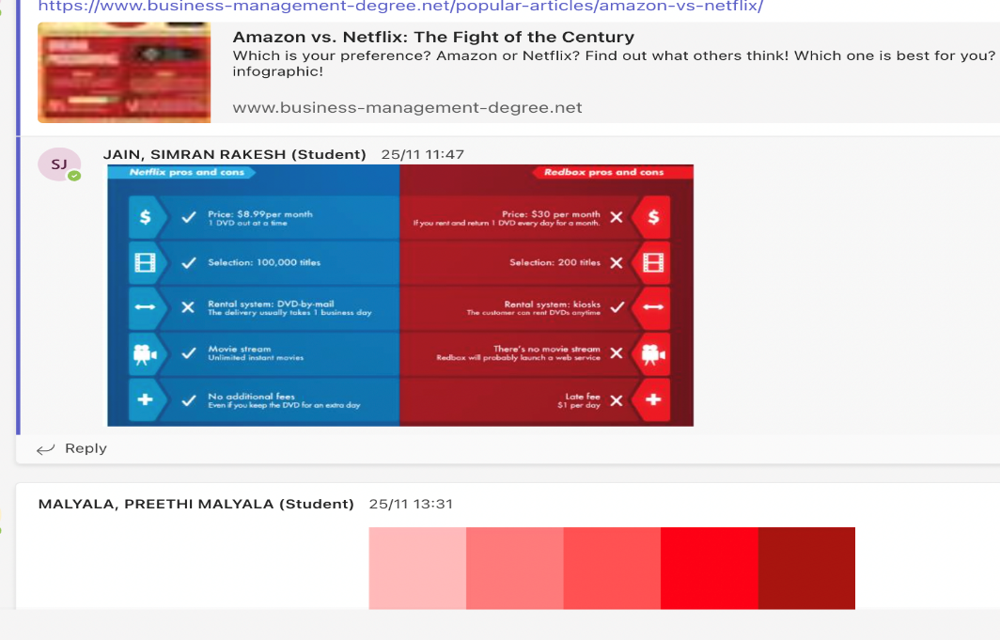 https://www.business-management-degree.net/popular-articles/amazon-vs-netflix/
Amazon vs. Netflix: The Fight of the Century
Which is your preference? Amazon or Netflix? Find out what others think! Which one is best for you?
infographic!
www.business-management-degree.net
SJ
JAIN, SIMRAN RAKESH (Student) 25/11 11:47
Netflix pros and cons
Redbox pros and cons
$
Price: $8.99per month
1 DVD out at a time
Price: $30 per month
If you rent and return 1 DVD every day for a month.
$
Selection: 100,000 titles
Selection: 200 titles
Rental system: DVD-by-mail
The delivery usually takes 1 business day
Rental system: kiosks
The customer can rent DVDs anytime
Movie stream
Unlimited instant movies
There's no movie stream
Redbox will probably launch a web service
No additional fees
Even if you keep the DVD for an extra day
Late fee
$1 per day
Reply
MALYALA, PREETHI MALYALA (Student) 25/11 13:31